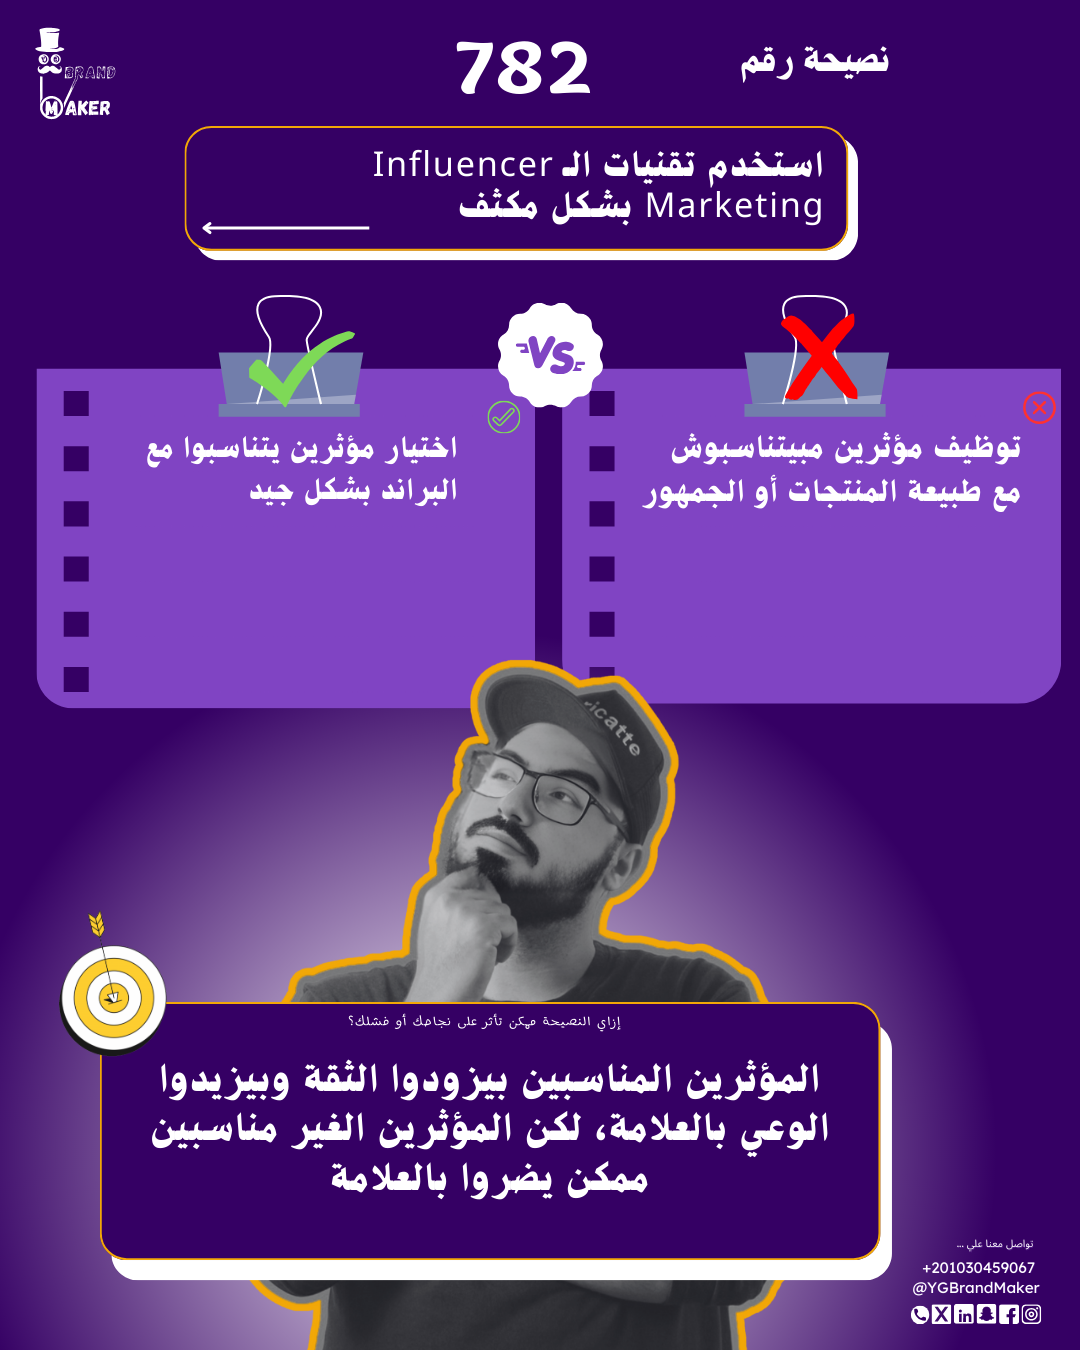 BRAND
MAKER
نصيحة رقم 782
استخدم تقنيات الـ Influencer
Marketing بشكل مكثف
VS
توظيف مؤثرين مبيتناسبوش
مع طبيعة المنتجات أو الجمهور
اختيار مؤثرين يتناسبوا مع
البراند بشكل جيد
icatte
إزاي النصيحة ممكن تأثر على نجاحك أو فشلك؟
المؤثرين المناسبين بيزودوا الثقة وبيزيدوا
الوعي بالعلامة، لكن المؤثرين الغير مناسبين
ممكن يضروا بالعلامة
تواصل معنا علي ...
+201030459067
@YGBrandMaker